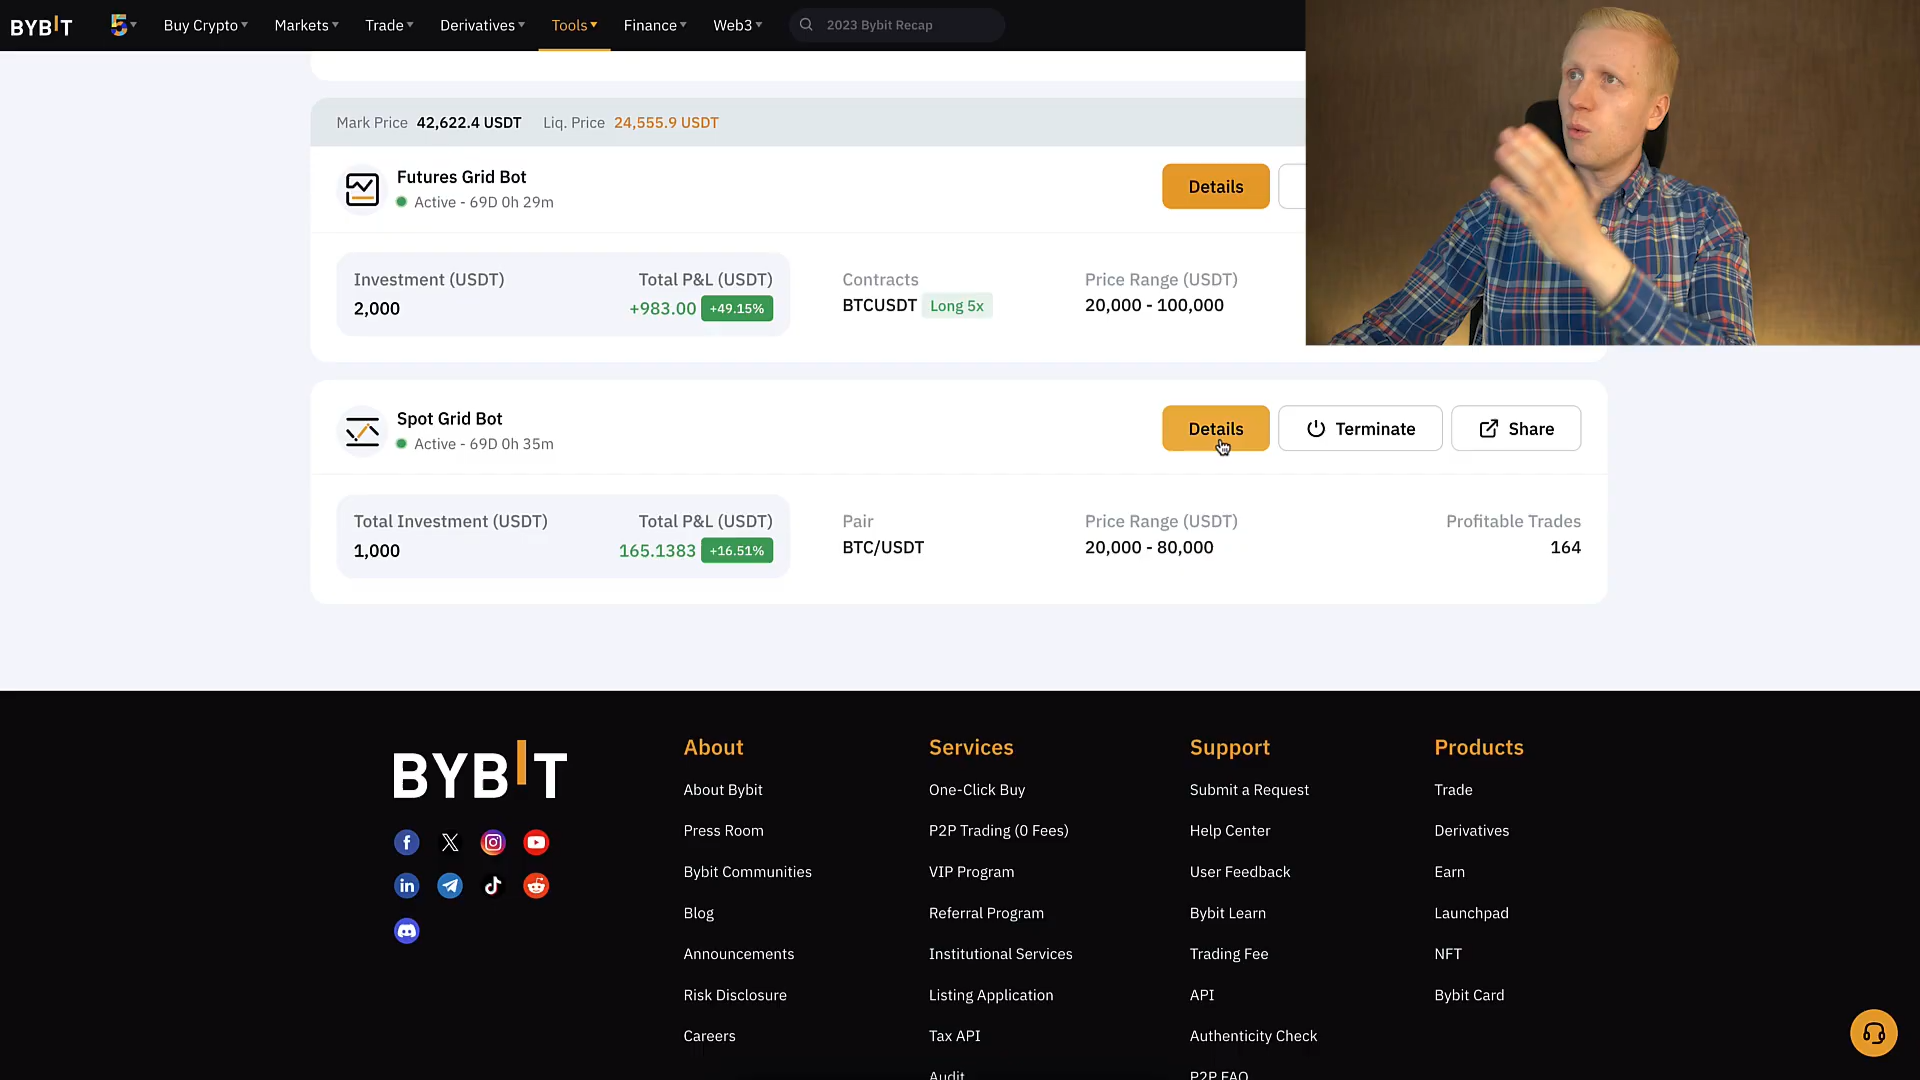 BYBIT
Buy Crypto
Markets
Trade
Derivatives
Tools
Finance
Web3
2023 Bybit Recap
Mark Price 42,622.4 USDT Liq. Price 24,555.9 USDT
Futures Grid Bot
Active - 69D 0h 29m
Details
Investment (USDT)
2,000
Total P&L (USDT)
+983.00 +49.15%
Contracts
BTCUSDT Long 5x
Price Range (USDT)
20,000 - 100,000
Spot Grid Bot
Active - 69D 0h 35m
Details
Terminate
Share
Total Investment (USDT)
1,000
Total P&L (USDT)
165.1383 +16.51%
Pair
BTC/USDT
Price Range (USDT)
20,000 - 80,000
Profitable Trades
164
BYBIT
About
About Bybit
Press Room
Bybit Communities
Blog
Announcements
Risk Disclosure
Careers
Services
One-Click Buy
P2P Trading (0 Fees)
VIP Program
Referral Program
Institutional Services
Listing Application
Tax API
Audit
Support
Submit a Request
Help Center
User Feedback
Bybit Learn
Trading Fee
API
Authenticity Check
P2P FAQ
Products
Trade
Derivatives
Earn
Launchpad
NFT
Bybit Card